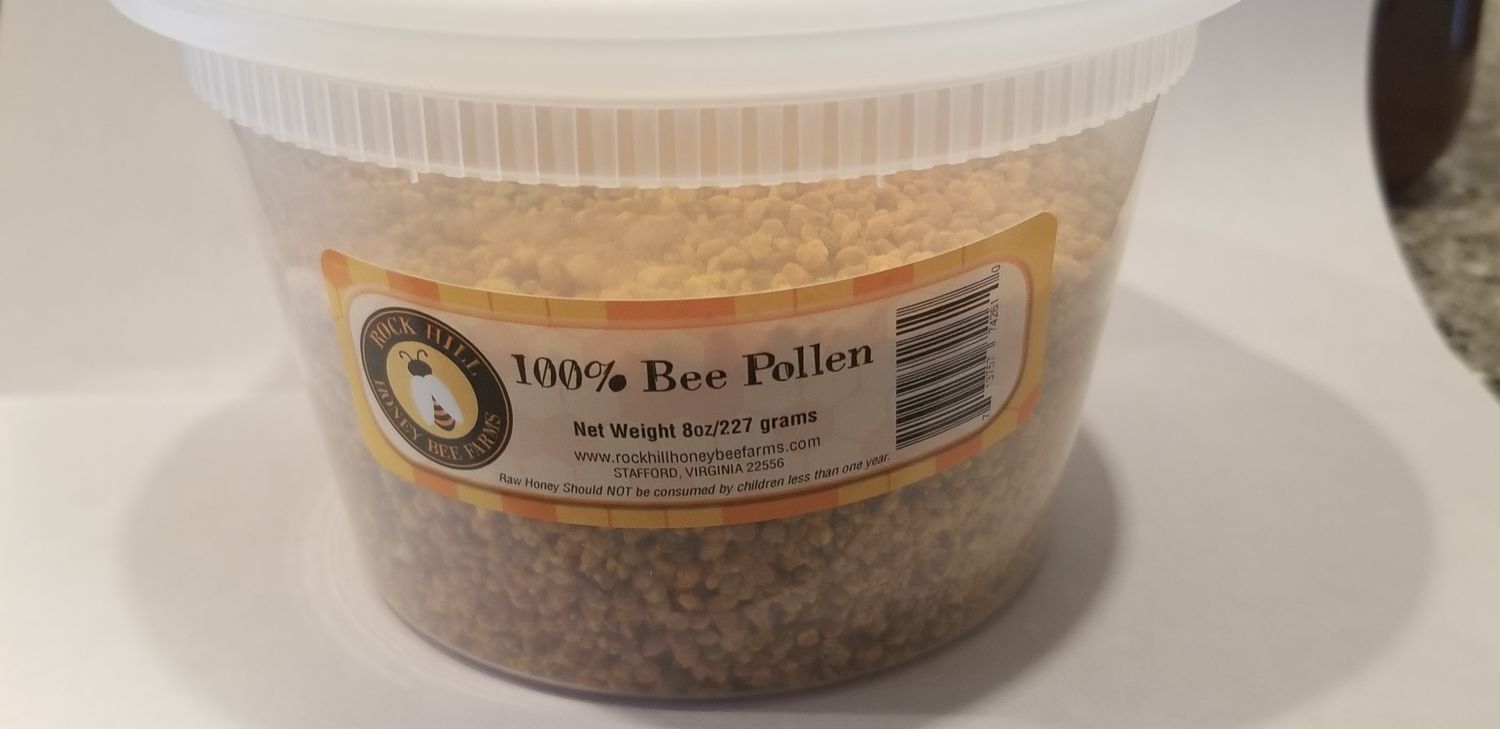 ROCK HILL
HONEY BEE FARMS
100% Bee Pollen
Net Weight 8oz/227 grams
www.rockhillhoneybeefarms.com
STAFFORD, VIRGINIA 22556
Raw Honey Should NOT be consumed by children less than one year.